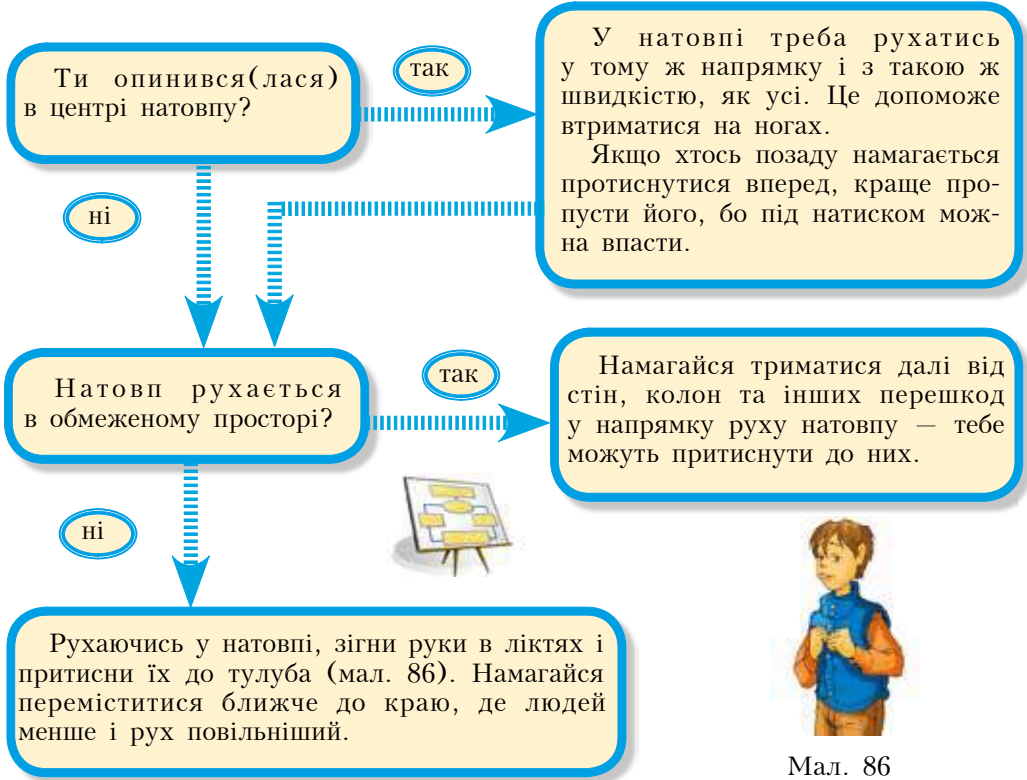 Ти опинився(лася)
в центрі натовпу?
так
У натовпі треба рухатись
у тому ж напрямку і з такою ж
швидкістю, як усі. Це допоможе
втриматися на ногах.
Якщо хтось позаду намагається
протиснутися вперед, краще про-
пусти його, бо під натиском мож-
на впасти.
ні
Натовп рухається
в обмеженому просторі?
так
Намагайся триматися далі від
стін, колон та інших перешкод
у напрямку руху натовпу — тебе
можуть притиснути до них.
ні
Рухаючись у натовпі, зігни руки в ліктях і
притисни їх до тулуба (мал. 86). Намагайся
переміститися ближче до краю, де людей
менше і рух повільніший.
Мал. 86